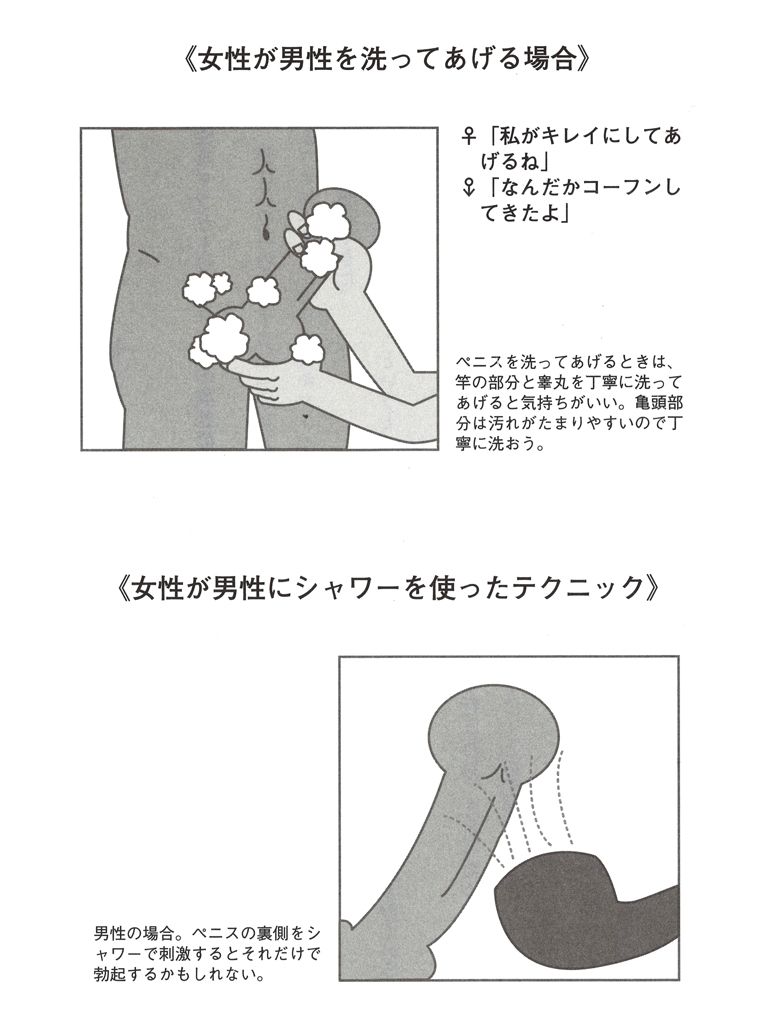 《女性が男性を洗ってあげる場合》
♀「私がキレイにしてあ
げるね」
♂「なんだかコーフンし
てきたよ」
ペニスを洗ってあげるときは、
竿の部分と睾丸を丁寧に洗って
あげると気持ちがいい。亀頭部
分は汚れがたまりやすいので丁
寧に洗おう。
《女性が男性にシャワーを使ったテクニック》
男性の場合。ペニスの裏側をシ
ャワーで刺激するとそれだけで
勃起するかもしれない。